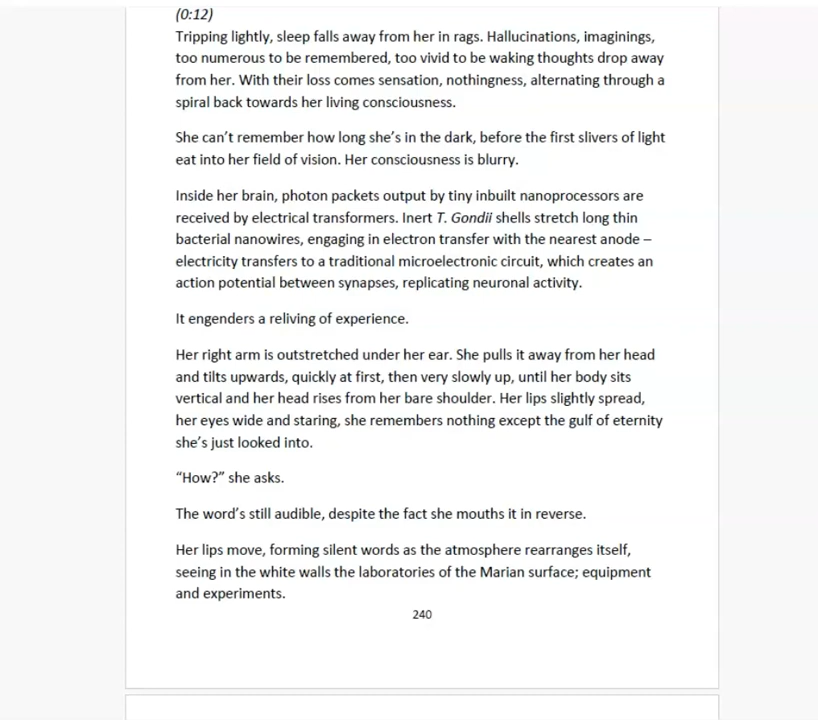 (0:12)
Tripping lightly, sleep falls away from her in rags. Hallucinations, imaginings,
too numerous to be remembered, too vivid to be waking thoughts drop away
from her. With their loss comes sensation, nothingness, alternating through a
spiral back towards her living consciousness.
She can’t remember how long she’s in the dark, before the first slivers of light
eat into her field of vision. Her consciousness is blurry.
Inside her brain, photon packets output by tiny inbuilt nanoprocessors are
received by electrical transformers. Inert T. Gondii shells stretch long thin
bacterial nanowires, engaging in electron transfer with the nearest anode –
electricity transfers to a traditional microelectronic circuit, which creates an
action potential between synapses, replicating neuronal activity.
It engenders a reliving of experience.
Her right arm is outstretched under her ear. She pulls it away from her head
and tilts upwards, quickly at first, then very slowly up, until her body sits
vertical and her head rises from her bare shoulder. Her lips slightly spread,
her eyes wide and staring, she remembers nothing except the gulf of eternity
she’s just looked into.
“How?” she asks.
The word’s still audible, despite the fact she mouths it in reverse.
Her lips move, forming silent words as the atmosphere rearranges itself,
seeing in the white walls the laboratories of the Marian surface; equipment
and experiments.
240